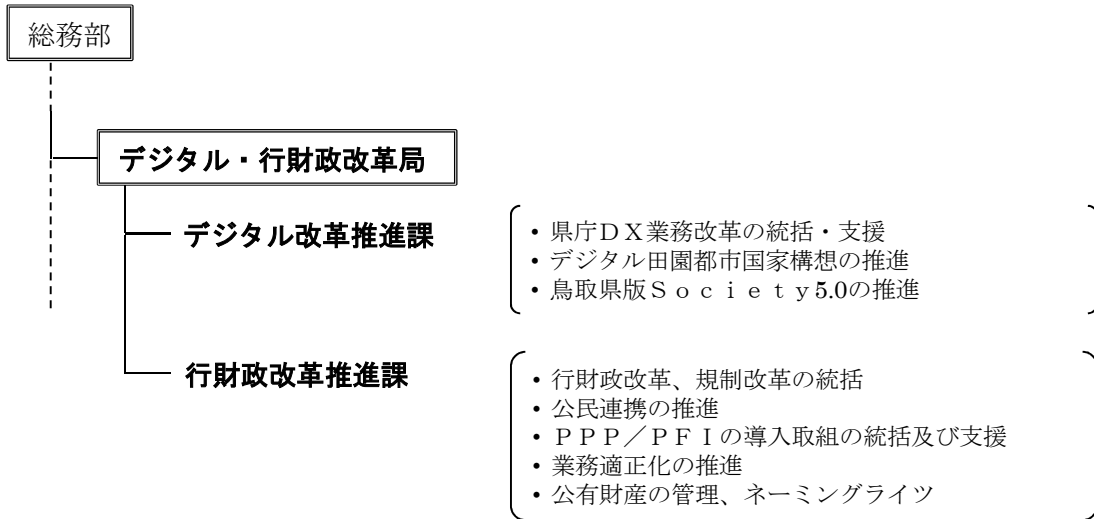 総務部
デジタル・行財政改革局
デジタル改革推進課
・県庁ＤＸ業務改革の統括・支援
・デジタル田園都市国家構想の推進
・鳥取県版Ｓｏｃｉｅｔｙ5.0の推進
行財政改革推進課
・行財政改革、規制改革の統括
・公民連携の推進
・ＰＰＰ／ＰＦＩの導入取組の統括及び支援
・業務適正化の推進
・公有財産の管理、ネーミングライツ